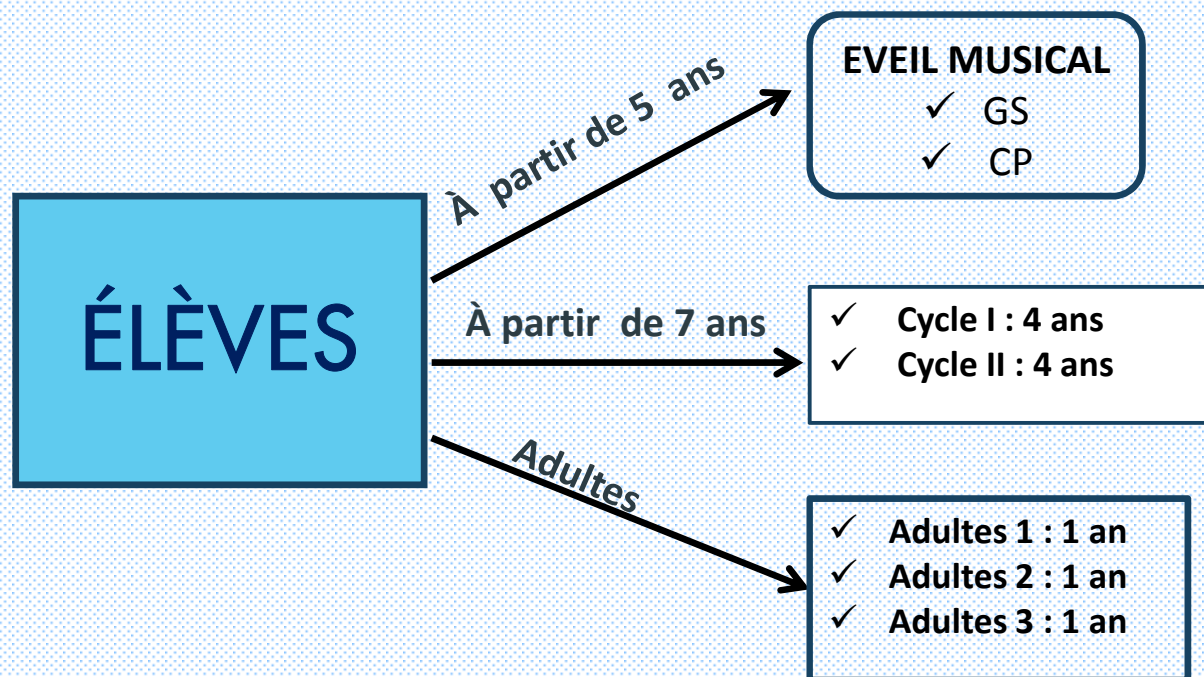 ÉLÈVES
À partir de 5 ans
EVEIL MUSICAL
✓ GS
✓ CP
À partir de 7 ans
✓ Cycle I : 4 ans
✓ Cycle II : 4 ans
Adultes
✓ Adultes 1 : 1 an
✓ Adultes 2 : 1 an
✓ Adultes 3 : 1 an